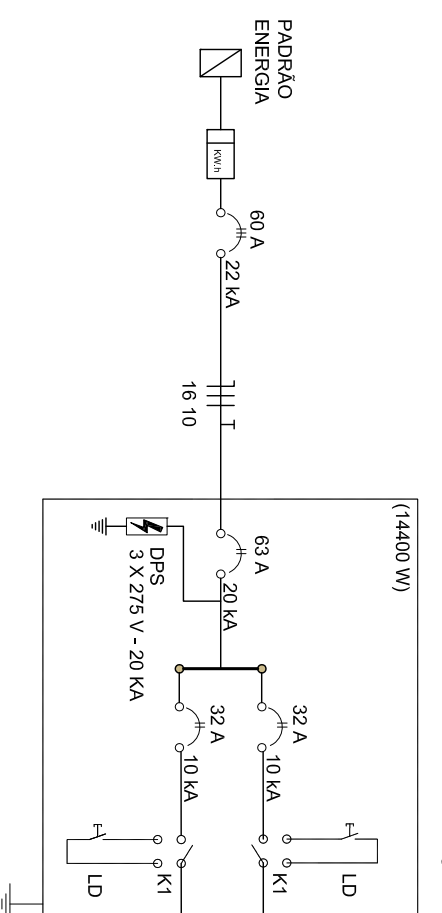 PADRÃO
ENERGIA
KW.h
60 A
22 kA
16 10
(14400 W)
63 A
20 kA
DPS
3 X 275 V - 20 KA
32 A
10 kA
32 A
10 kA
K1
LD
K1
LD